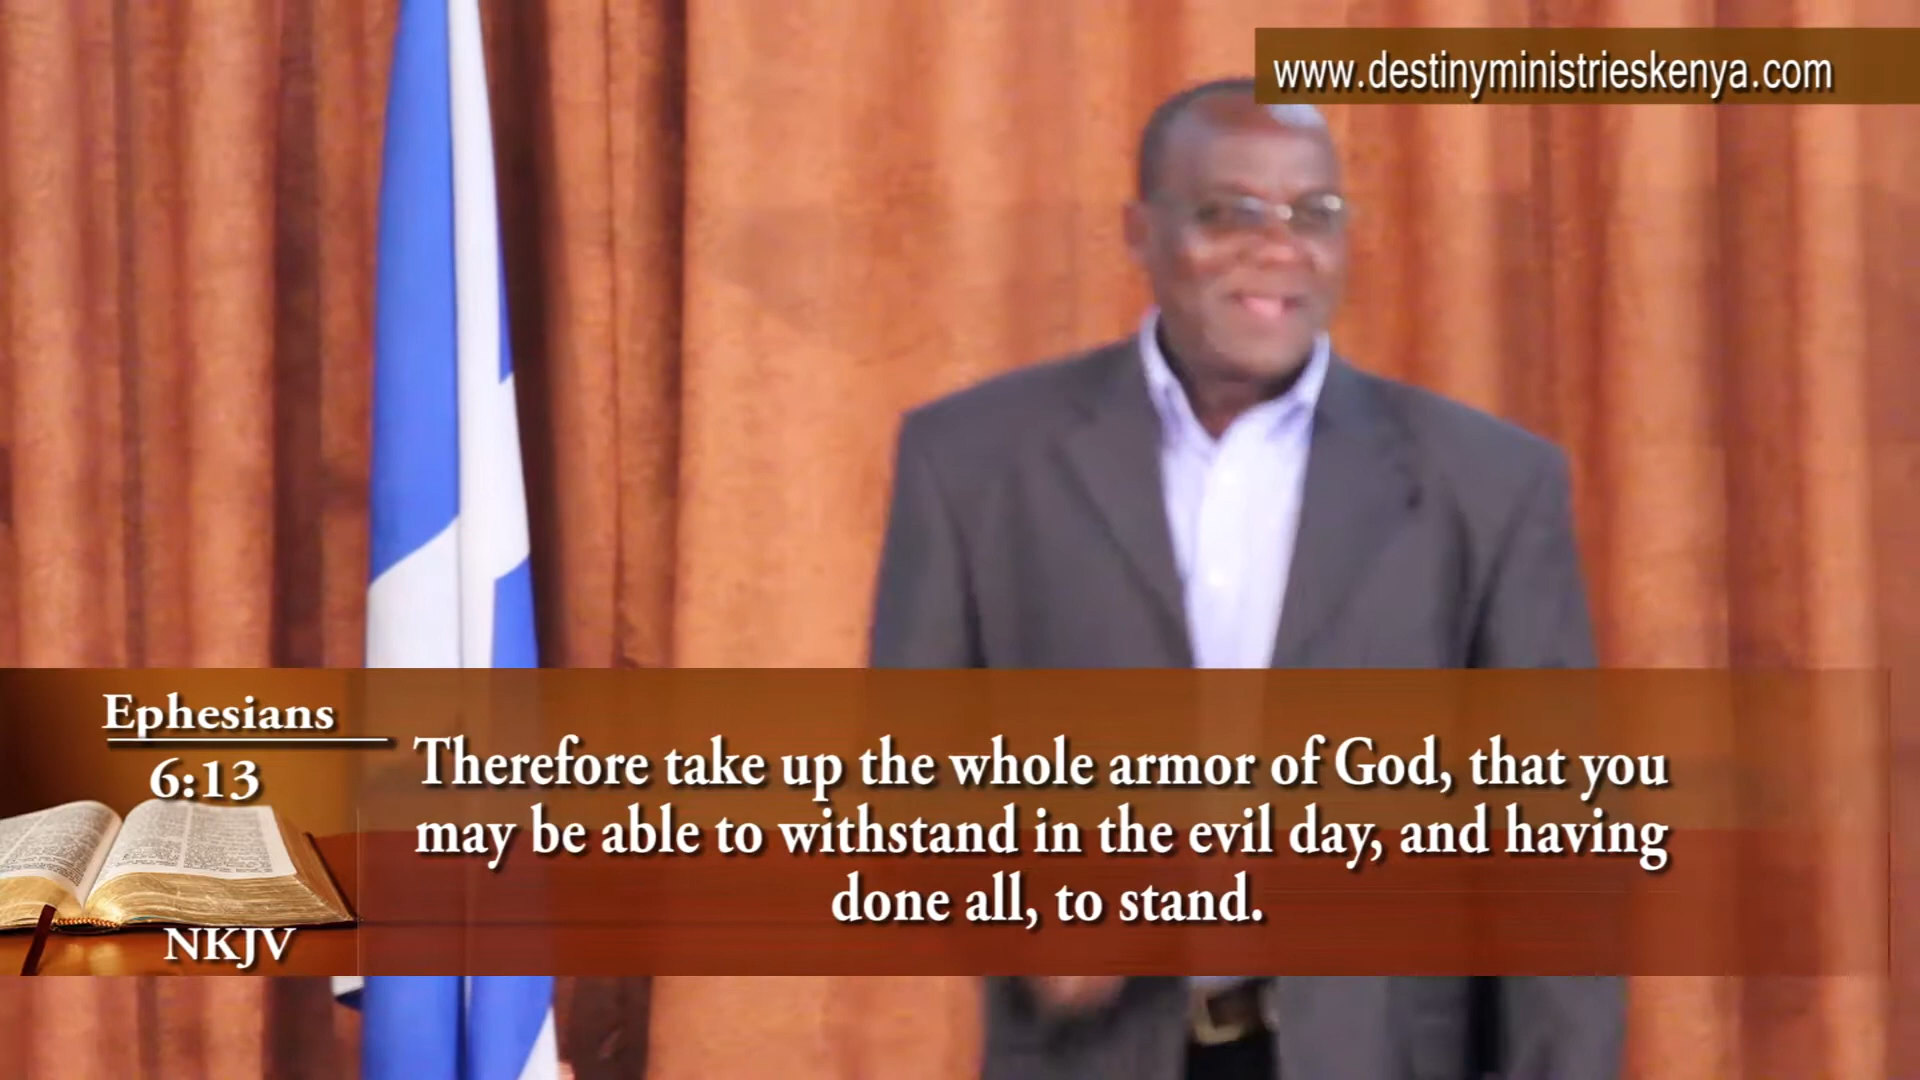 www.destinyministrieskenya.com
Ephesians
6:13
NKJV
Therefore take up the whole armor of God, that you
may be able to withstand in the evil day, and having
done all, to stand.